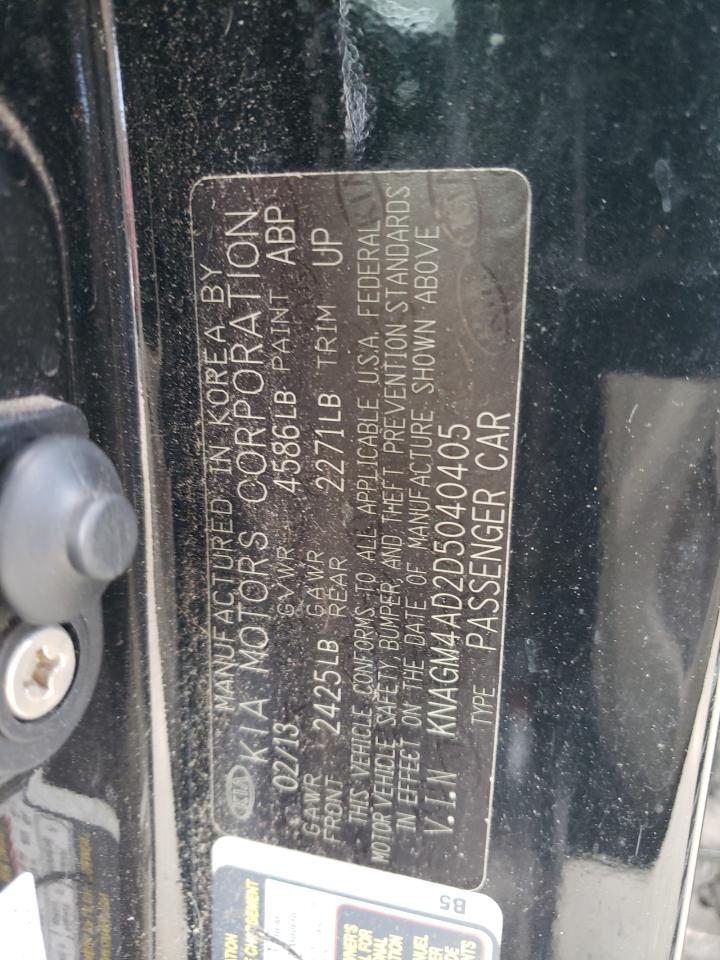 MANUFACTURED IN KOREA BY
KIA KIA MOTORS CORPORATION
02/13 GVWR 4586LB PAINT ABP
GAWR FRONT 2425LB GAWR REAR 2271LB TRIM UP
THIS VEHICLE CONFORMS TO ALL APPLICABLE U.S.A. FEDERAL
MOTOR VEHICLE SAFETY, BUMPER, AND THEFT PREVENTION STANDARDS
IN EFFECT ON THE DATE OF MANUFACTURE SHOWN ABOVE
V.I.N KNAGM4AD2D5040405
TYPE PASSENGER CAR
B5